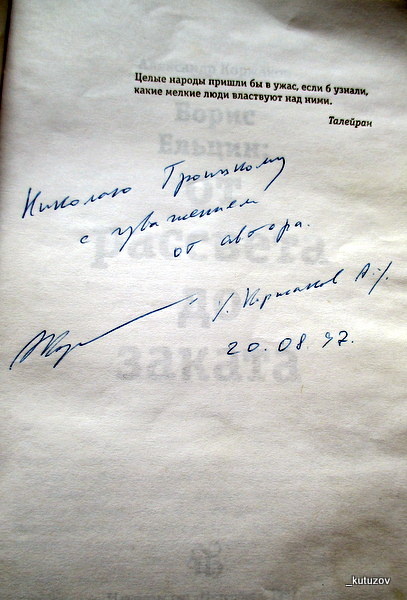 Целые народы пришли бы в ужас, если б узнали,
какие мелкие люди властвуют над ними.
Талейран
Борис
Ельцин:
от
рассвета
до
заката
Николаю Троицкому
с уважением
от автора.
/ Коржаков А. /
20.08.97.
_kutuzov